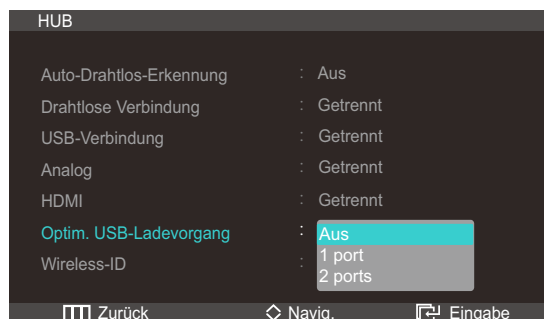 HUB
Auto-Drahtlos-Erkennung : Aus
Drahtlose Verbindung : Getrennt
USB-Verbindung : Getrennt
Analog : Getrennt
HDMI : Getrennt
Optim. USB-Ladevorgang : Aus
1 port
Wireless-ID :
2 ports
Zurück Navig. Eingabe